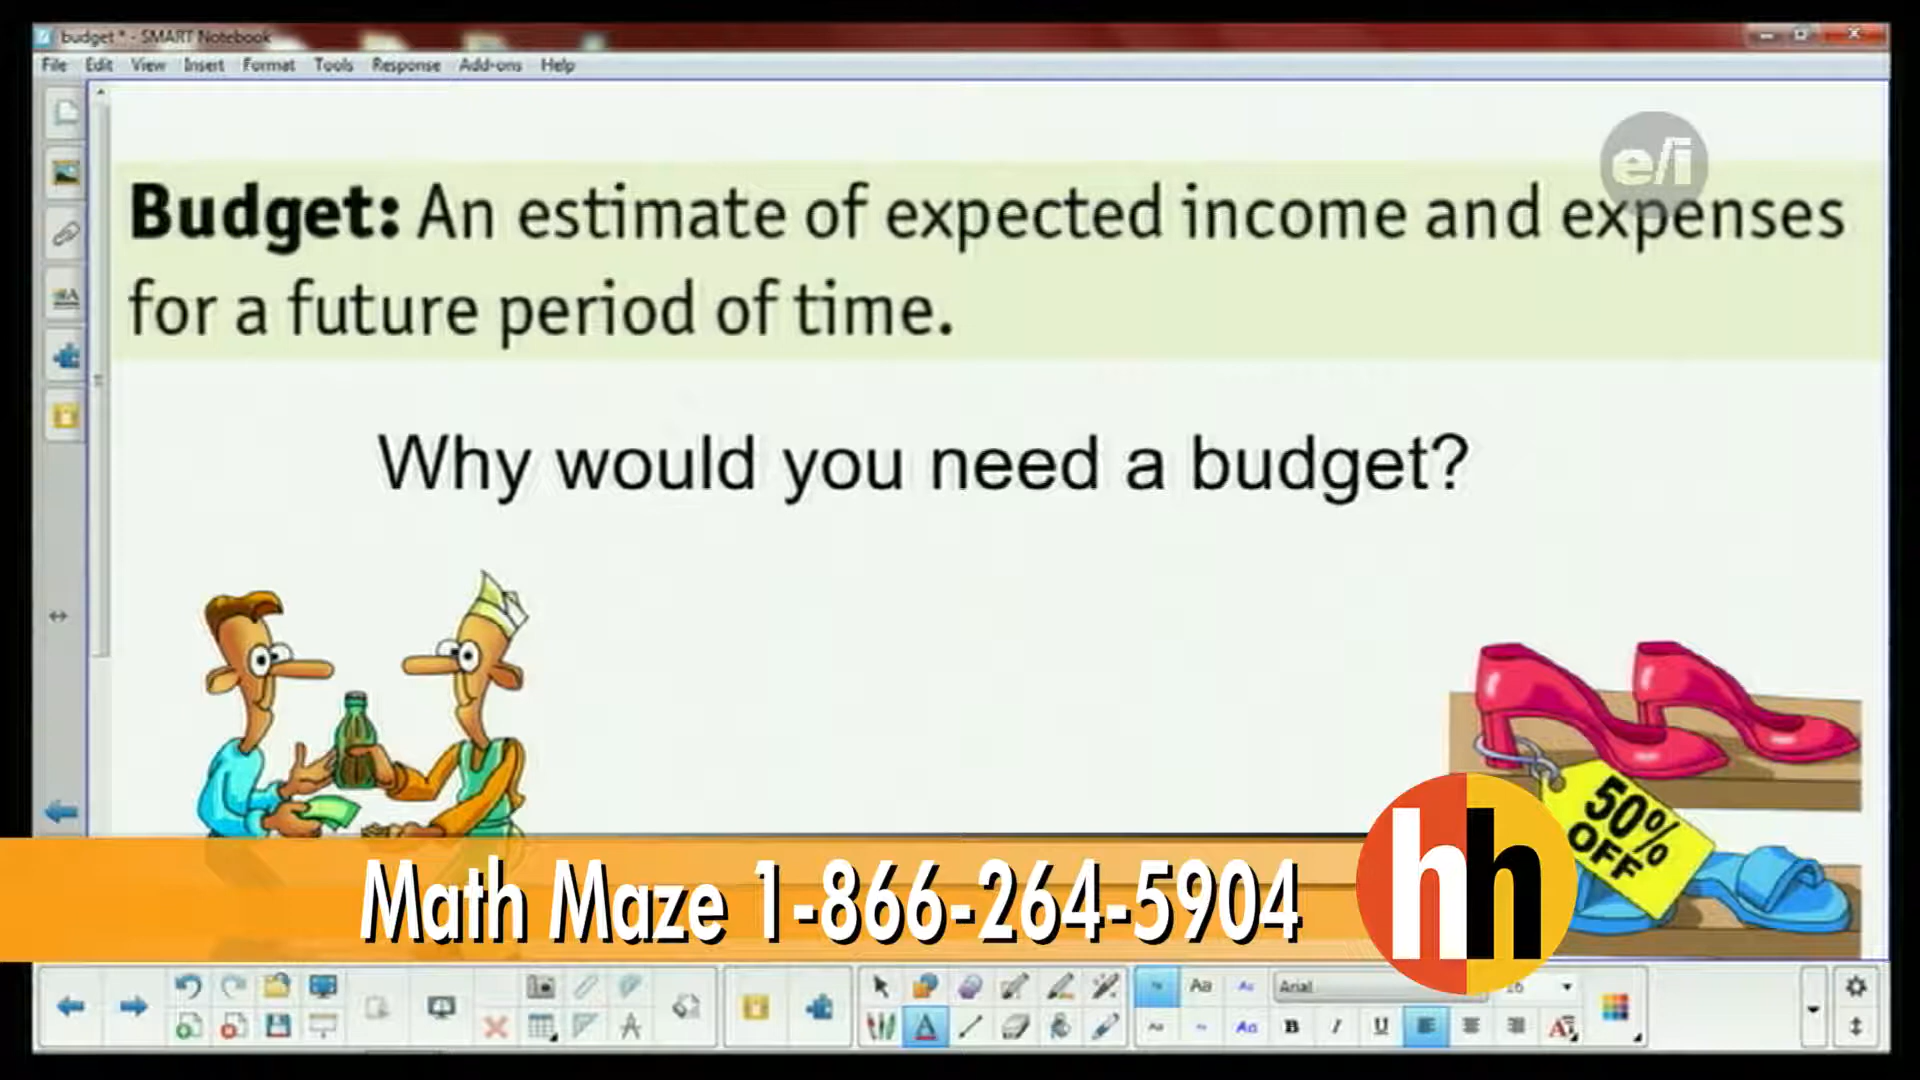 budget * - SMART Notebook
File Edit View Insert Format Tools Response Add-ons Help
e/i
Budget: An estimate of expected income and expenses
for a future period of time.
Why would you need a budget?
50%
OFF
Math Maze 1-866-264-5904
hh
Aa
Arial
B I U